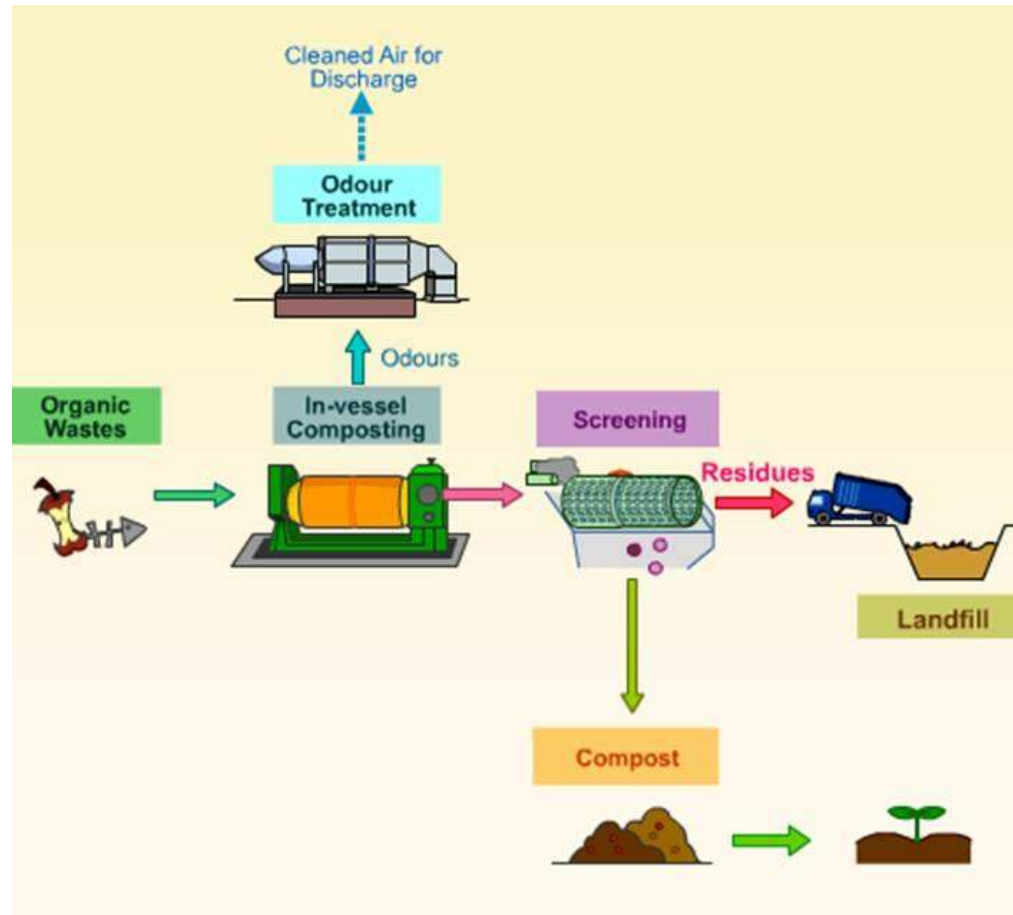 Cleaned Air for
Discharge
Odour
Treatment
Odours
Organic
Wastes
In-vessel
Composting
Screening
Residues
Landfill
Compost